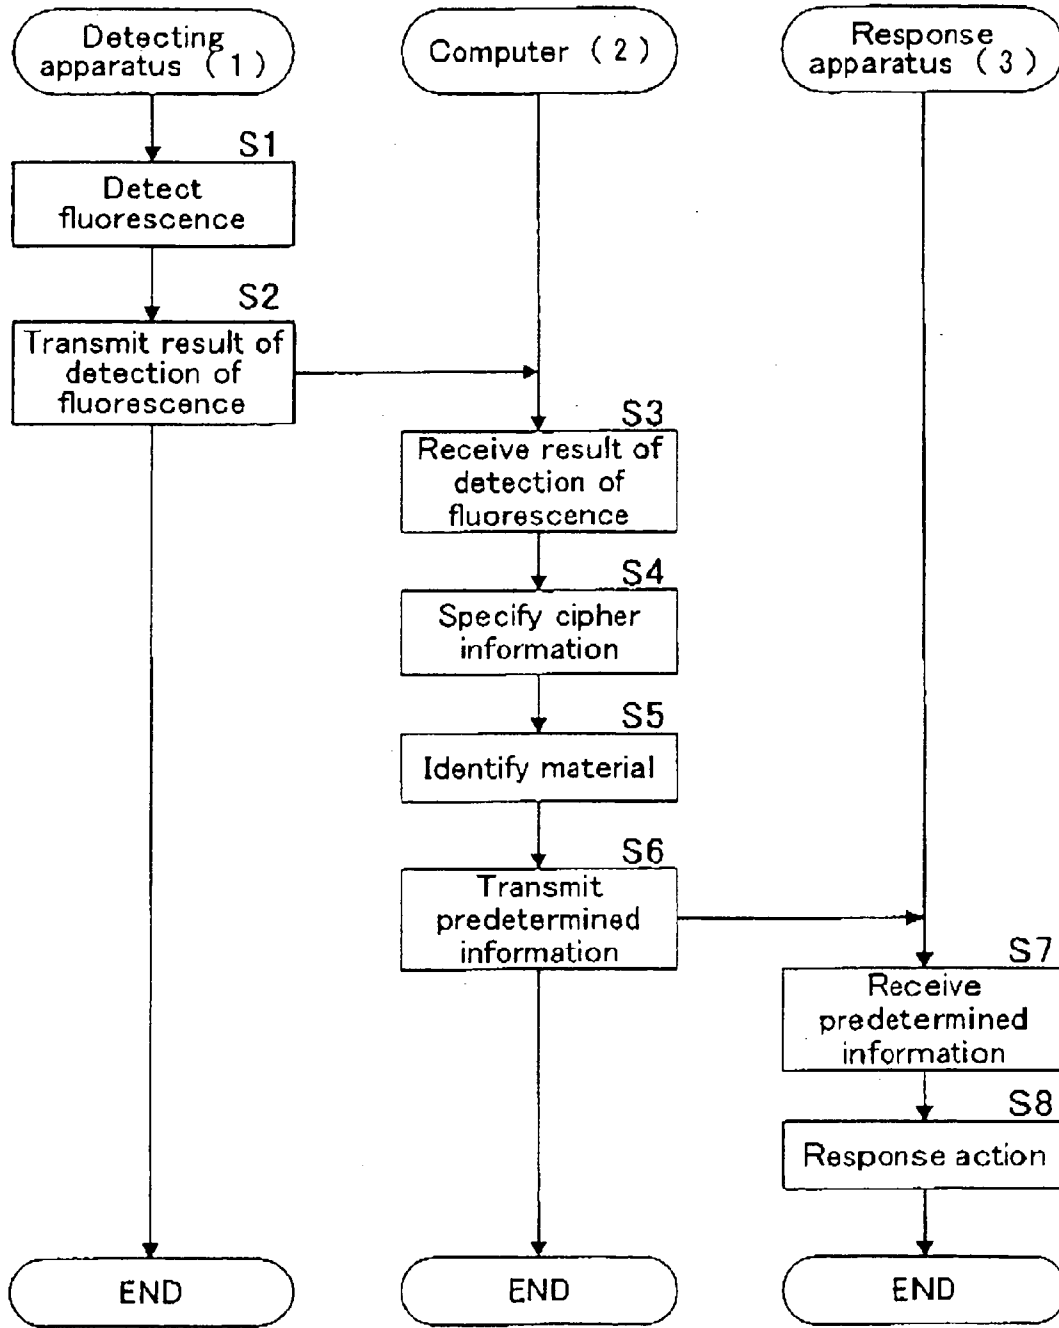 Detecting
apparatus ( 1 )
Computer ( 2 )
Response
apparatus ( 3 )
S1
Detect
fluorescence
S2
Transmit result of
detection of
fluorescence
S3
Receive result of
detection of
fluorescence
S4
Specify cipher
information
S5
Identify material
S6
Transmit
predetermined
information
S7
Receive
predetermined
information
S8
Response action
END
END
END